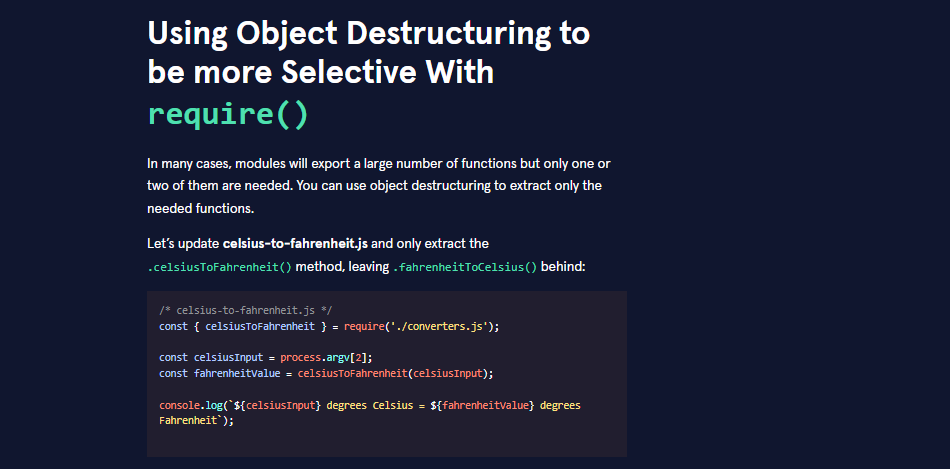 Using Object Destructuring to
be more Selective With
require()
In many cases, modules will export a large number of functions but only one or
two of them are needed. You can use object destructuring to extract only the
needed functions.
Let’s update celsius-to-fahrenheit.js and only extract the
.celsiusToFahrenheit() method, leaving .fahrenheitToCelsius() behind:
/* celsius-to-fahrenheit.js */
const { celsiusToFahrenheit } = require('./converters.js');
const celsiusInput = process.argv[2];
const fahrenheitValue = celsiusToFahrenheit(celsiusInput);
console.log(`${celsiusInput} degrees Celsius = ${fahrenheitValue} degrees
Fahrenheit`);